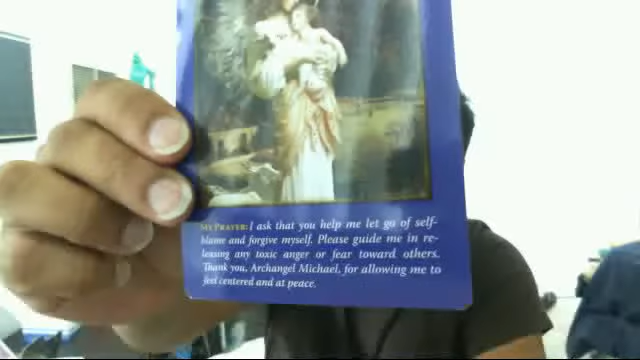 MY PRAYER: I ask that you help me let go of self-
blame and forgive myself. Please guide me in re-
leasing any toxic anger or fear toward others.
Thank you, Archangel Michael, for allowing me to
feel centered and at peace.